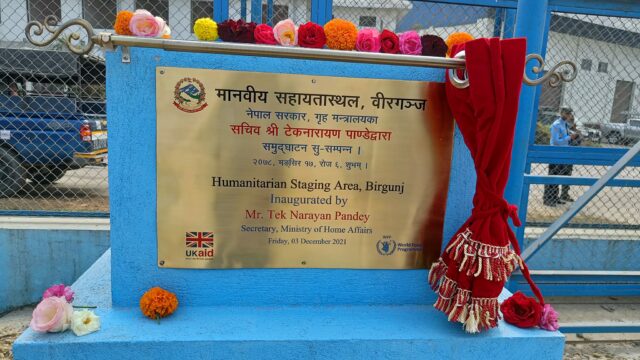 मानवीय सहायतास्थल, वीरगञ्ज
नेपाल सरकार, गृह मन्त्रालयका
सचिव श्री टेकनारायण पाण्डेद्वारा
समुद्घाटन सु-सम्पन्न ।
२०७८, मङ्सिर १७, रोज ६, शुभम् ।
Humanitarian Staging Area, Birgunj
Inaugurated by
Mr. Tek Narayan Pandey
Secretary, Ministry of Home Affairs
Friday, 03 December 2021
UKaid
WFP
World Food
Programme